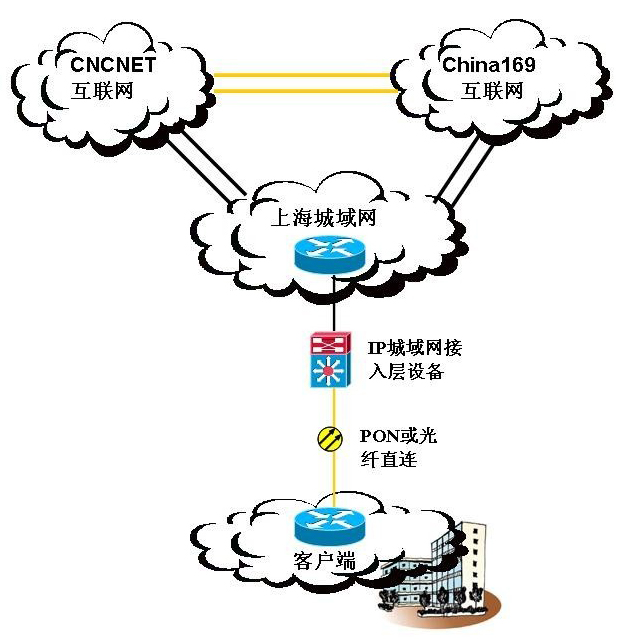 CNCNET
互联网
China169
互联网
上海城域网
IP城域网接
入层设备
PON或光
纤直连
客户端